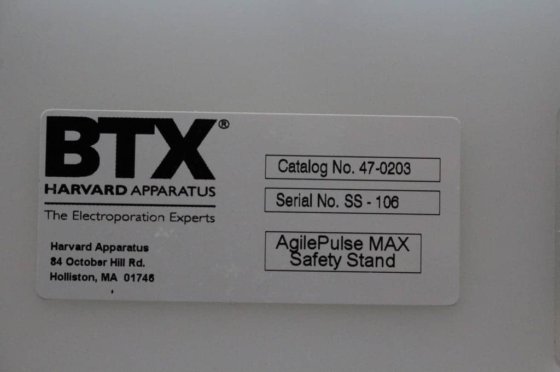 BTX®
HARVARD APPARATUS
The Electroporation Experts
Harvard Apparatus
84 October Hill Rd.
Holliston, MA 01746
Catalog No. 47-0203
Serial No. SS - 106
AgilePulse MAX
Safety Stand